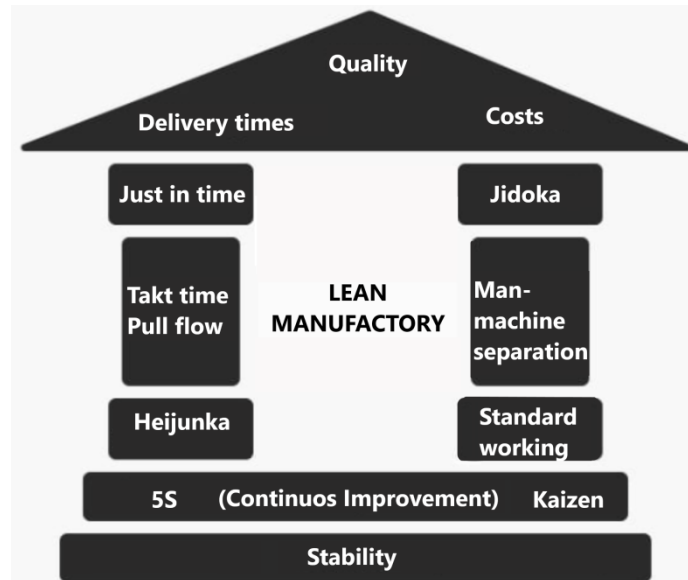 Quality
Delivery times
Costs
Just in time
Jidoka
Takt time
Pull flow
LEAN
MANUFACTORY
Man-
machine
separation
Heijunka
Standard
working
5S (Continuos Improvement) Kaizen
Stability